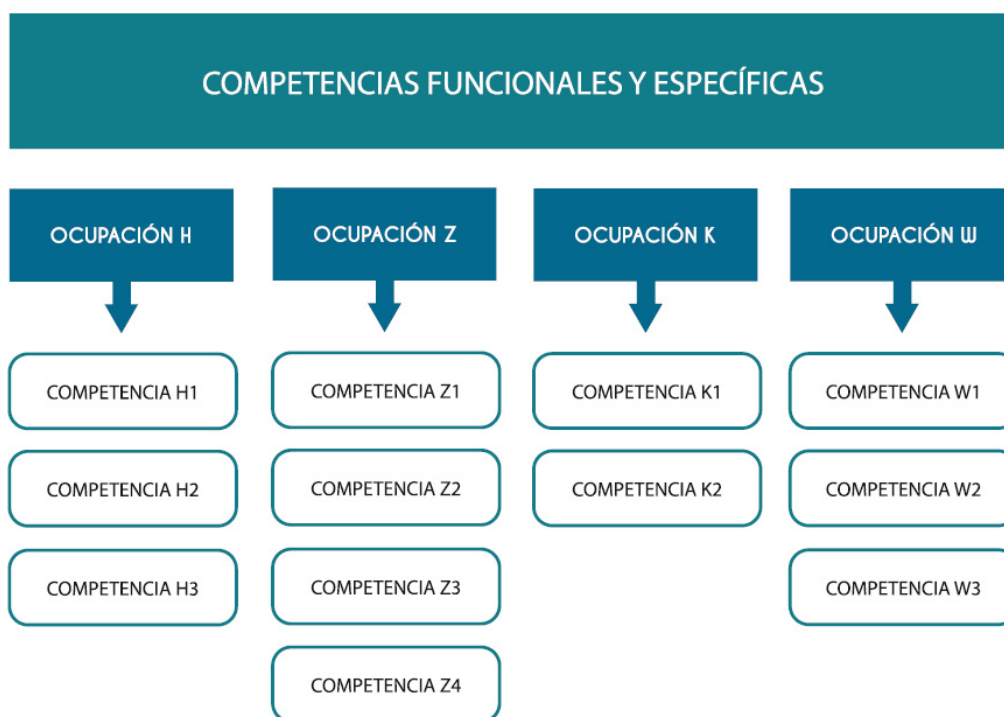 COMPETENCIAS FUNCIONALES Y ESPECÍFICAS
OCUPACIÓN H
COMPETENCIA H1
COMPETENCIA H2
COMPETENCIA H3
OCUPACIÓN Z
COMPETENCIA Z1
COMPETENCIA Z2
COMPETENCIA Z3
COMPETENCIA Z4
OCUPACIÓN K
COMPETENCIA K1
COMPETENCIA K2
OCUPACIÓN W
COMPETENCIA W1
COMPETENCIA W2
COMPETENCIA W3